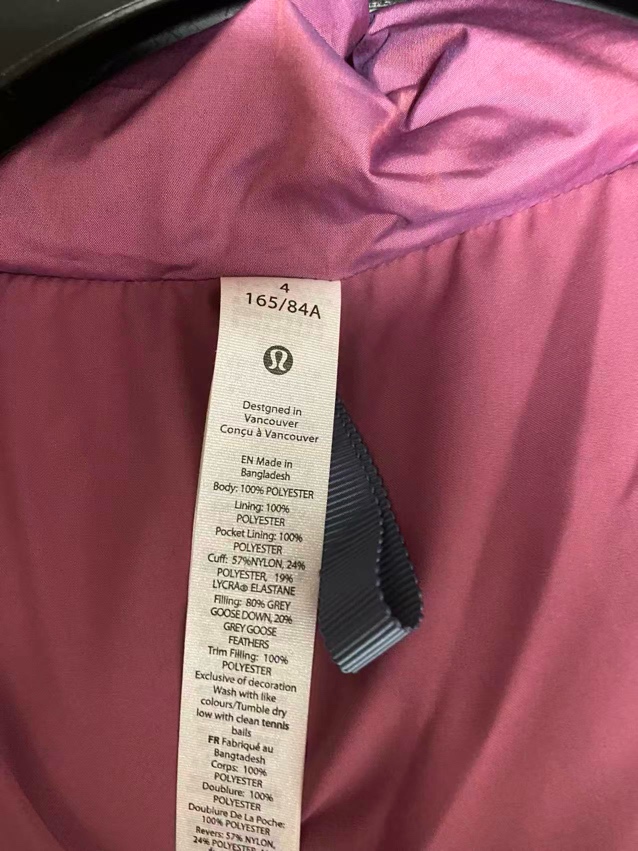 4
165/84A
Destgned in
Vancouver
Conçu à Vancouver
EN Made in
Bangladesh
Body: 100% POLYESTER
Lining: 100%
POLYESTER
Pocket Lining: 100%
POLYESTER
Cuff: 57%NYLON, 24%
POLYESTER, 19%
LYCRA® ELASTANE
Filling: 80% GREY
GOOSE DOWN, 20%
GREY GOOSE
FEATHERS
Trim Filling: 100%
POLYESTER
Exclusive of decoration
Wash with like
colours/Tumble dry
low with clean tennis
bails
FR Fabriqué au
Bangtadesh
Corps: 100%
POLYESTER
Doublure: 100%
POLYESTER
Doubiure De La Poche:
100% POLYESTER
Revers: 57% NYLON,
24% POLYESTER,